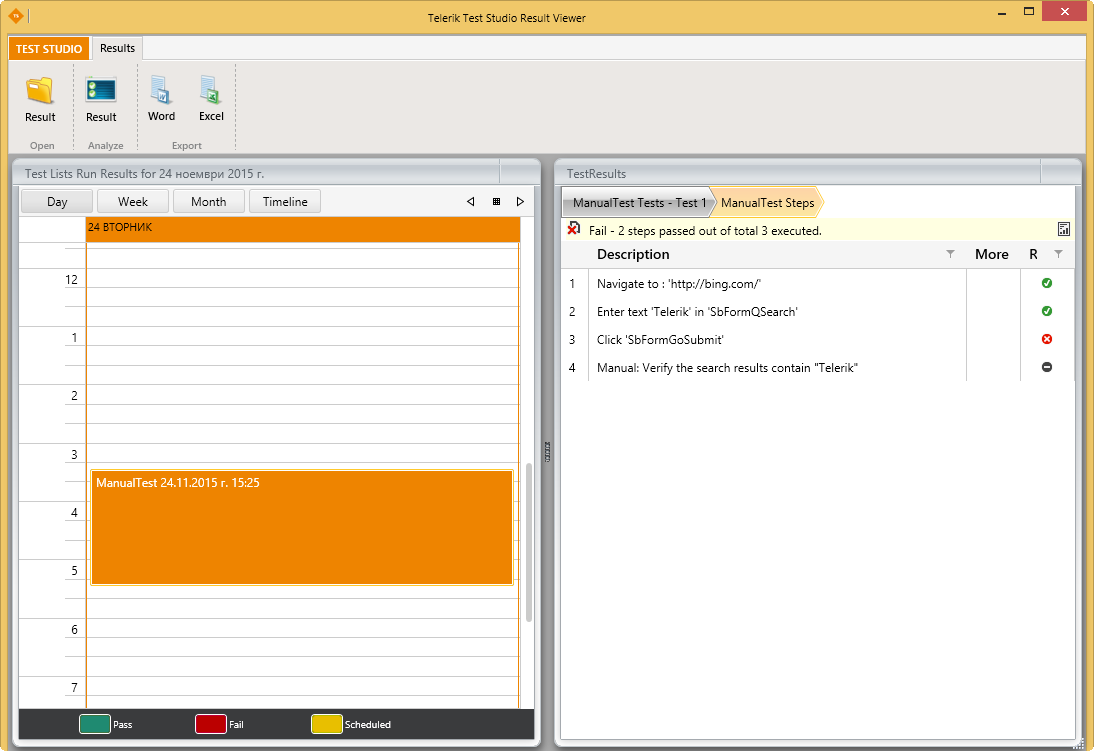 Telerik Test Studio Result Viewer
TEST STUDIO
Results
Result
Result
Word
Excel
Open
Analyze
Export
Test Lists Run Results for 24 ноември 2015 г.
Day
Week
Month
Timeline
24 ВТОРНИК
12
1
2
3
ManualTest 24.11.2015 г. 15:25
4
5
6
7
Pass
Fail
Scheduled
TestResults
ManualTest Tests - Test 1
ManualTest Steps
Fail - 2 steps passed out of total 3 executed.
Description More R
1 Navigate to : 'http://bing.com/'
2 Enter text 'Telerik' in 'SbFormQSearch'
3 Click 'SbFormGoSubmit'
4 Manual: Verify the search results contain "Telerik"